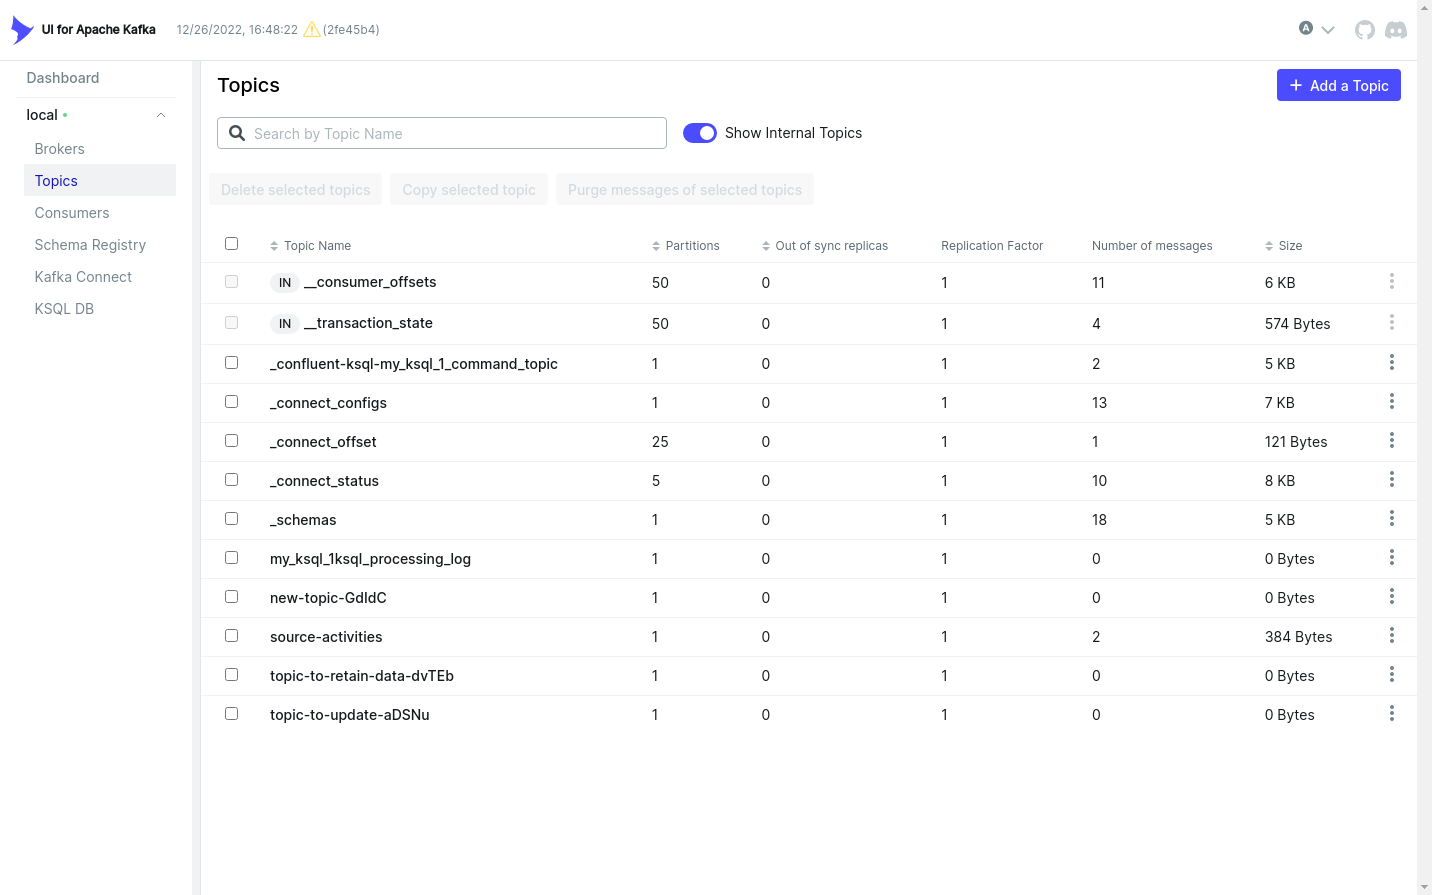 UI for Apache Kafka 12/26/2022, 16:48:22 (2fe45b4) A
Dashboard
local
Brokers
Topics
Consumers
Schema Registry
Kafka Connect
KSQL DB
Topics
+ Add a Topic
Search by Topic Name Show Internal Topics
Delete selected topics Copy selected topic Purge messages of selected topics
Topic Name Partitions Out of sync replicas Replication Factor Number of messages Size
IN __consumer_offsets 50 0 1 11 6 KB
IN __transaction_state 50 0 1 4 574 Bytes
_confluent-ksql-my_ksql_1_command_topic 1 0 1 2 5 KB
_connect_configs 1 0 1 13 7 KB
_connect_offset 25 0 1 1 121 Bytes
_connect_status 5 0 1 10 8 KB
_schemas 1 0 1 18 5 KB
my_ksql_1ksql_processing_log 1 0 1 0 0 Bytes
new-topic-GdIdC 1 0 1 0 0 Bytes
source-activities 1 0 1 2 384 Bytes
topic-to-retain-data-dvTEb 1 0 1 0 0 Bytes
topic-to-update-aDSNu 1 0 1 0 0 Bytes